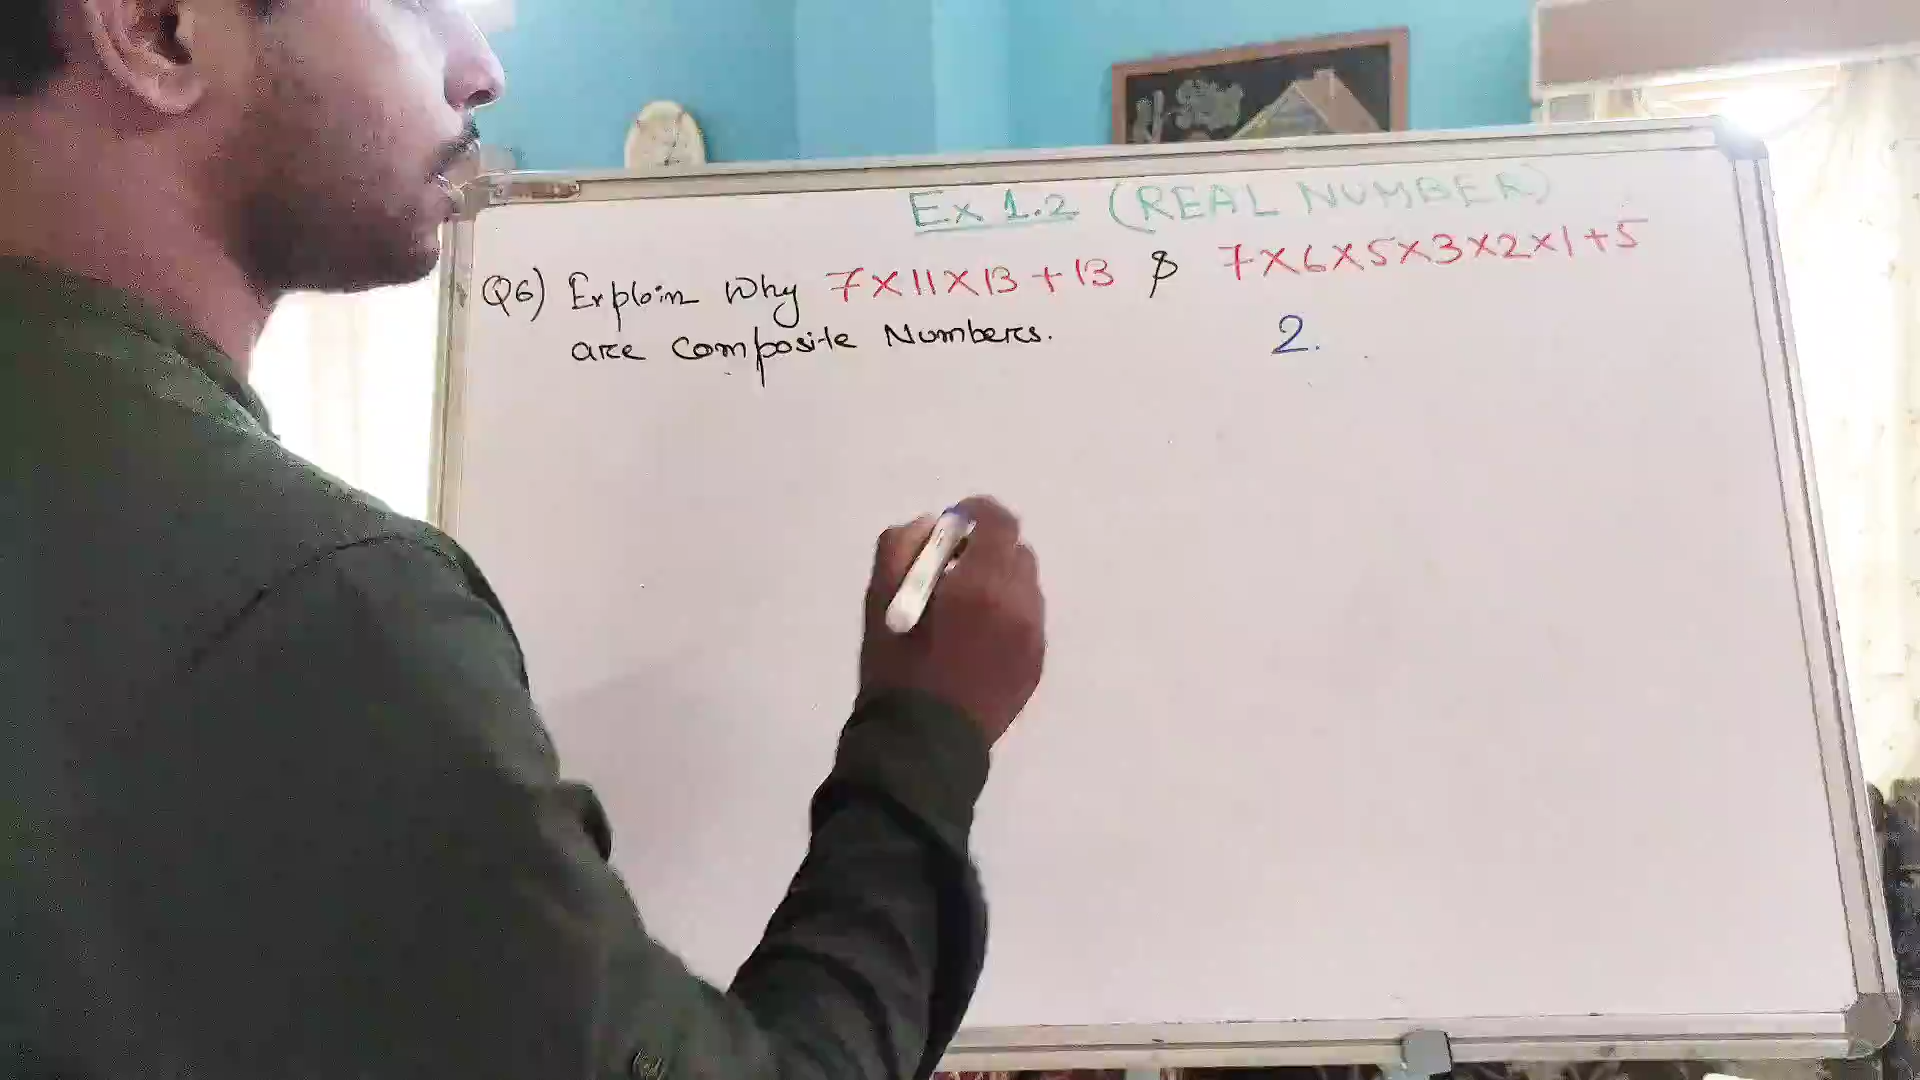 Ex 1.2 (REAL NUMBER)
Q6) Explain Why 7×11×13+13 & 7×6×5×3×2×1+5
are Composite Numbers.
2.